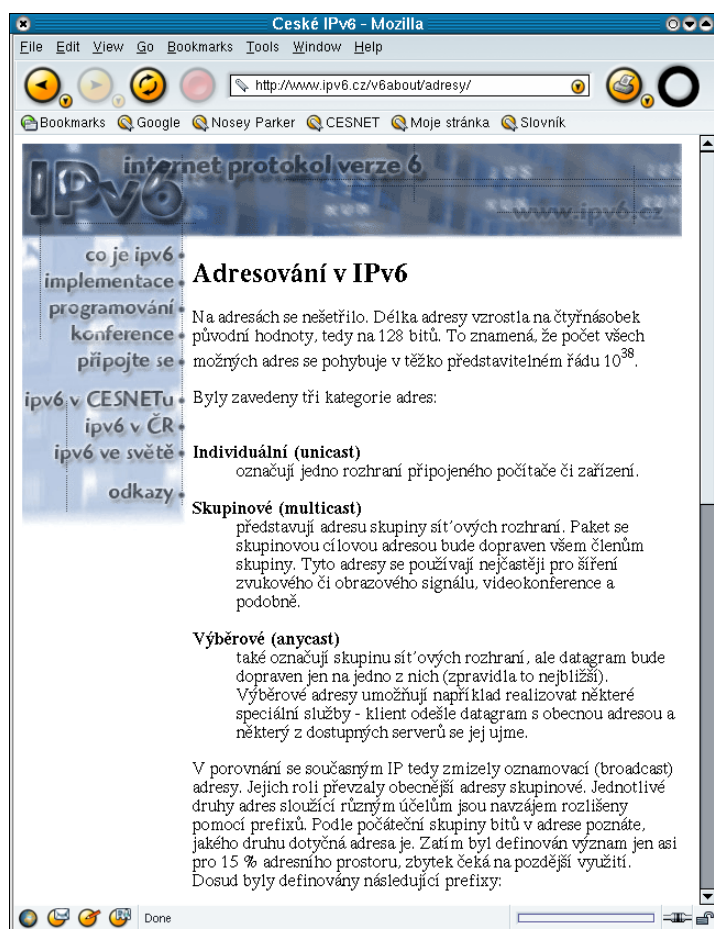 České IPv6 - Mozilla
File Edit View Go Bookmarks Tools Window Help
http://www.ipv6.cz/v6about/adresy/
Bookmarks Google Nosey Parker CESNET Moje stránka Slovník
internet protokol verze 6
IPv6
www.ipv6.cz
co je ipv6
implementace
programování
konference
připojte se
ipv6 v CESNETu
ipv6 v ČR
ipv6 ve světě
odkazy
Adresování v IPv6
Na adresách se nešetřilo. Délka adresy vzrostla na čtyřnásobek
původní hodnoty, tedy na 128 bitů. To znamená, že počet všech
možných adres se pohybuje v těžko představitelném řádu 10^38.
Byly zavedeny tři kategorie adres:
Individuální (unicast)
označují jedno rozhraní připojeného počítače či zařízení.
Skupinové (multicast)
představují adresu skupiny síťových rozhraní. Paket se
skupinovou cílovou adresou bude dopraven všem členům
skupiny. Tyto adresy se používají nejčastěji pro šíření
zvukového či obrazového signálu, videokonference a
podobně.
Výběrové (anycast)
také označují skupinu síťových rozhraní, ale datagram bude
dopraven jen na jedno z nich (zpravidla to nejbližší).
Výběrové adresy umožňují například realizovat některé
speciální služby - klient odešle datagram s obecnou adresou a
některý z dostupných serverů se jej ujme.
V porovnání se současným IP tedy zmizely oznamovací (broadcast)
adresy. Jejich roli převzaly obecnější adresy skupinové. Jednotlivé
druhy adres sloužící různým účelům jsou navzájem rozlišeny
pomocí prefixů. Podle počáteční skupiny bitů v adrese poznáte,
jakého druhu dotyčná adresa je. Zatím byl definován význam jen asi
pro 15 % adresního prostoru, zbytek čeká na pozdější využití.
Dosud byly definovány následující prefixy:
Done